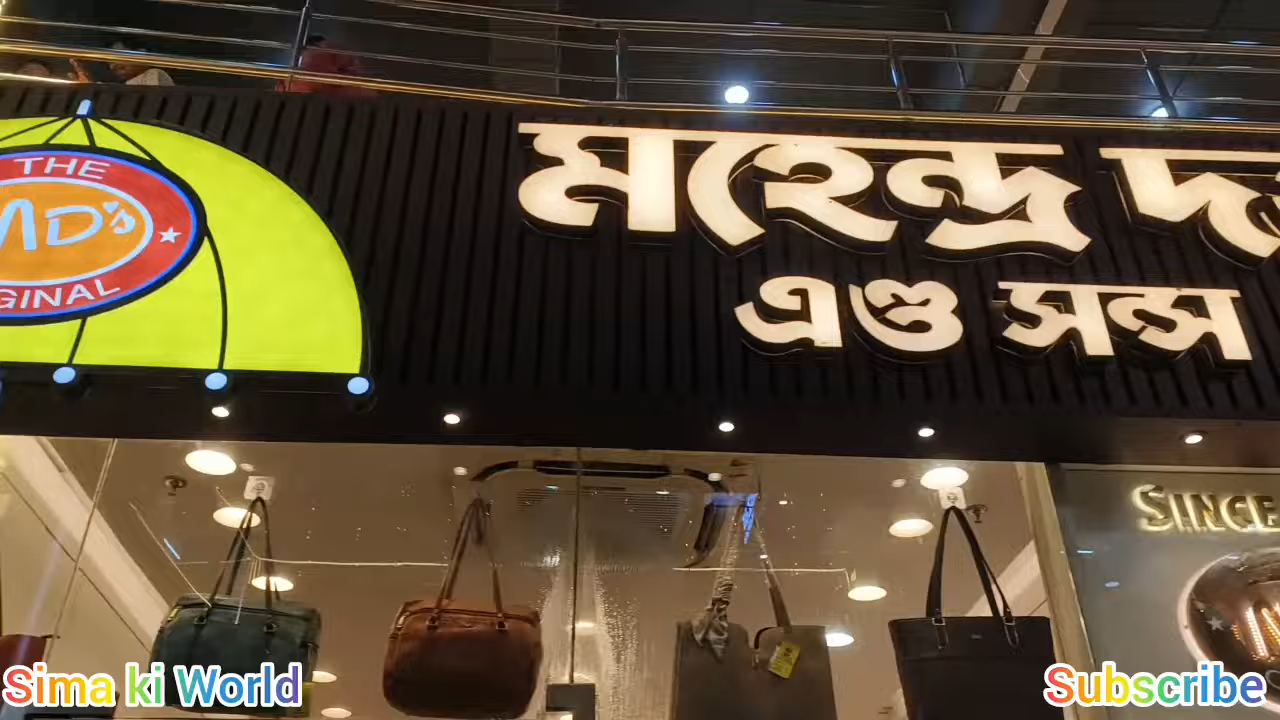 THE
MD's
মহেন্দ্র
এণ্ড সন্স
SINCE
Sima ki World
Subscribe